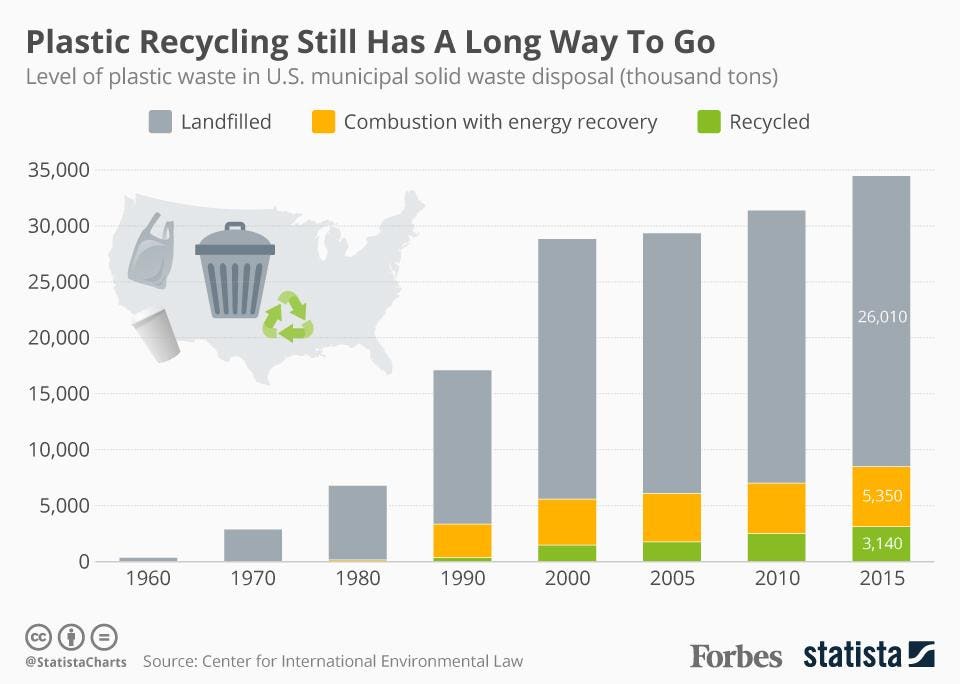 Plastic Recycling Still Has A Long Way To Go
Level of plastic waste in U.S. municipal solid waste disposal (thousand tons)
Landfilled Combustion with energy recovery Recycled
35,000
30,000
25,000
20,000
15,000
10,000
5,000
0
26,010
5,350
3,140
1960 1970 1980 1990 2000 2005 2010 2015
cc
@StatistaCharts Source: Center for International Environmental Law
Forbes statista